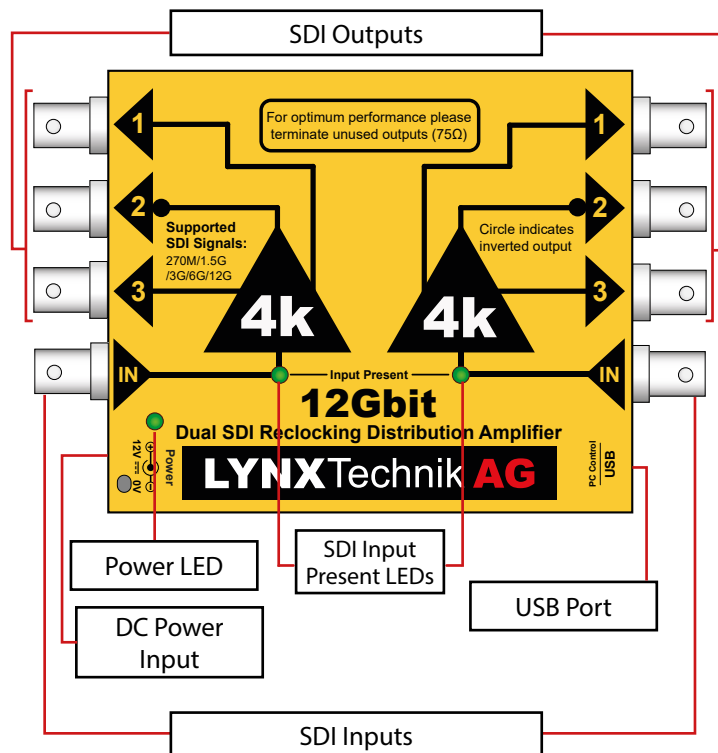 SDI Outputs
For optimum performance please
terminate unused outputs (75Ω)
1
2
3
IN
1
2
3
IN
Supported
SDI Signals:
270M/1.5G
/3G/6G/12G
Circle indicates
inverted output
4k
4k
Input Present
12Gbit
Dual SDI Reclocking Distribution Amplifier
LYNXTechnik AG
Power
12V
0V
PC Control
USB
Power LED
SDI Input
Present LEDs
USB Port
DC Power
Input
SDI Inputs